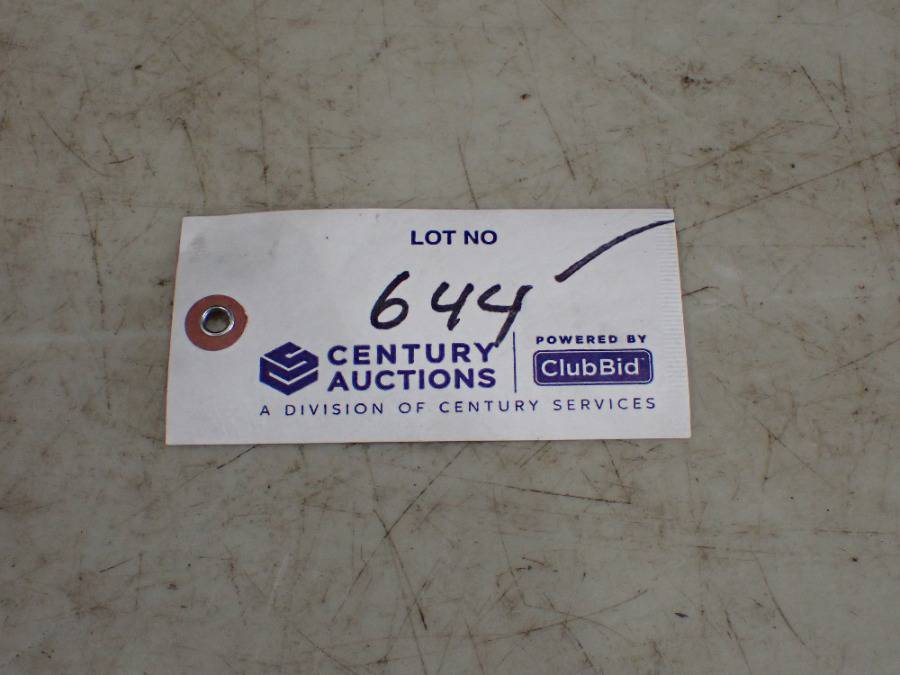 LOT NO
644
CENTURY AUCTIONS
POWERED BY
ClubBid
A DIVISION OF CENTURY SERVICES